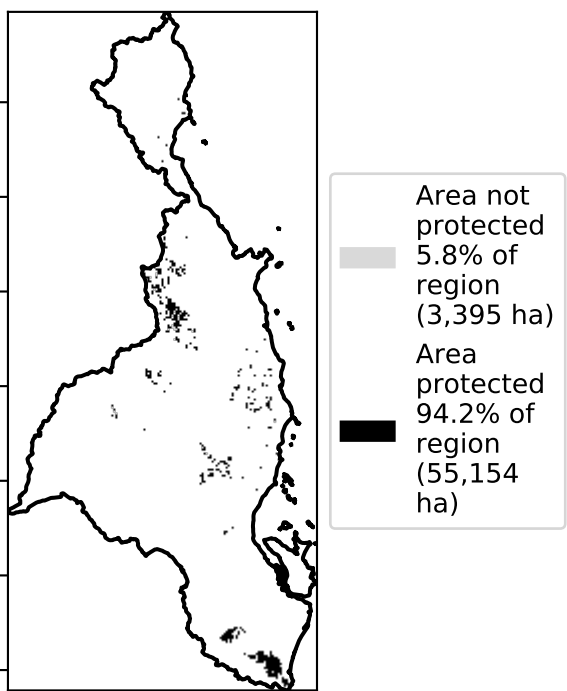 Area not
protected
5.8% of
region
(3,395 ha)
Area
protected
94.2% of
region
(55,154
ha)